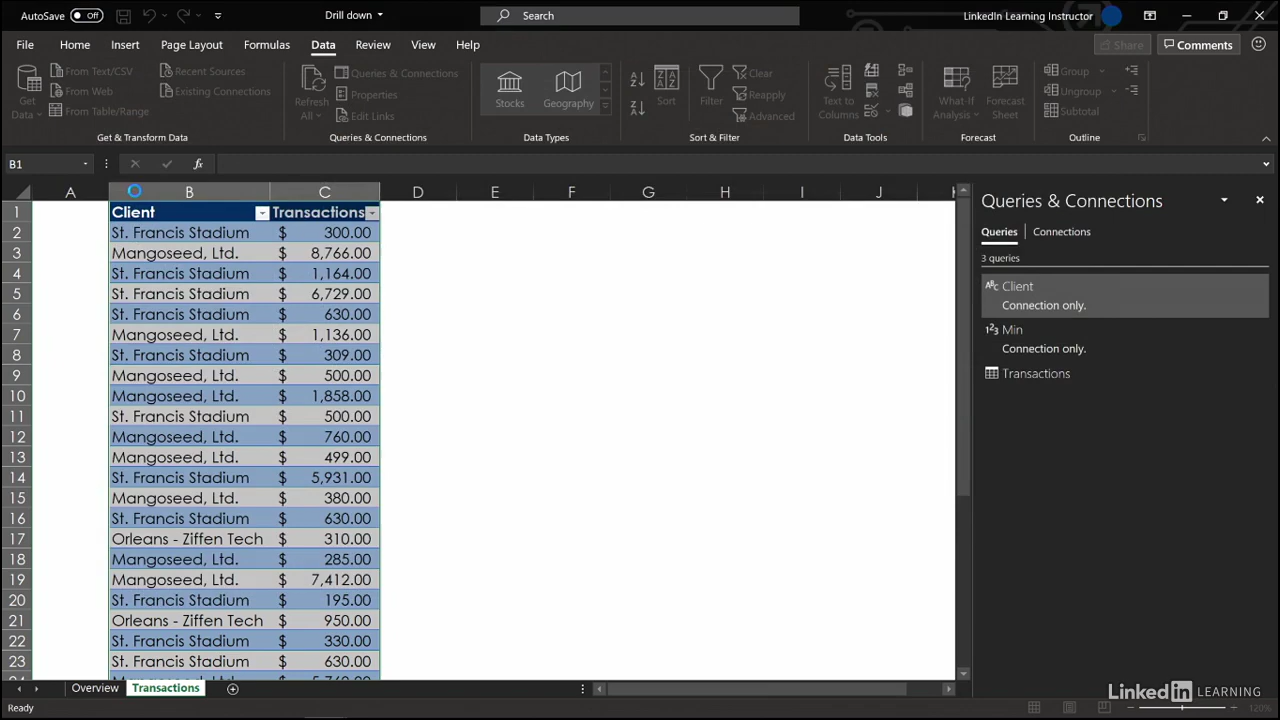 AutoSave Off
Drill down
Search
LinkedIn Learning Instructor
File Home Insert Page Layout Formulas Data Review View Help
Share Comments
Get Data
From Text/CSV
From Web
From Table/Range
Recent Sources
Existing Connections
Get & Transform Data
Refresh All
Queries & Connections
Properties
Edit Links
Queries & Connections
Stocks Geography
Data Types
Sort
Filter
Clear
Reapply
Advanced
Sort & Filter
Text to Columns
Data Tools
What-If Analysis
Forecast Sheet
Forecast
Group
Ungroup
Subtotal
Outline
B1 fx
A B C D E F G H I J
1 Client Transactions
2 St. Francis Stadium $ 300.00
3 Mangoseed, Ltd. $ 8,766.00
4 St. Francis Stadium $ 1,164.00
5 St. Francis Stadium $ 6,729.00
6 St. Francis Stadium $ 630.00
7 Mangoseed, Ltd. $ 1,136.00
8 St. Francis Stadium $ 309.00
9 Mangoseed, Ltd. $ 500.00
10 Mangoseed, Ltd. $ 1,858.00
11 St. Francis Stadium $ 500.00
12 Mangoseed, Ltd. $ 760.00
13 Mangoseed, Ltd. $ 499.00
14 St. Francis Stadium $ 5,931.00
15 Mangoseed, Ltd. $ 380.00
16 St. Francis Stadium $ 630.00
17 Orleans - Ziffen Tech $ 310.00
18 Mangoseed, Ltd. $ 285.00
19 Mangoseed, Ltd. $ 7,412.00
20 St. Francis Stadium $ 195.00
21 Orleans - Ziffen Tech $ 950.00
22 St. Francis Stadium $ 330.00
23 St. Francis Stadium $ 630.00
Queries & Connections
Queries | Connections
3 queries
ABC Client
Connection only.
123 Min
Connection only.
Transactions
Overview Transactions
Ready
120%
LinkedIn LEARNING